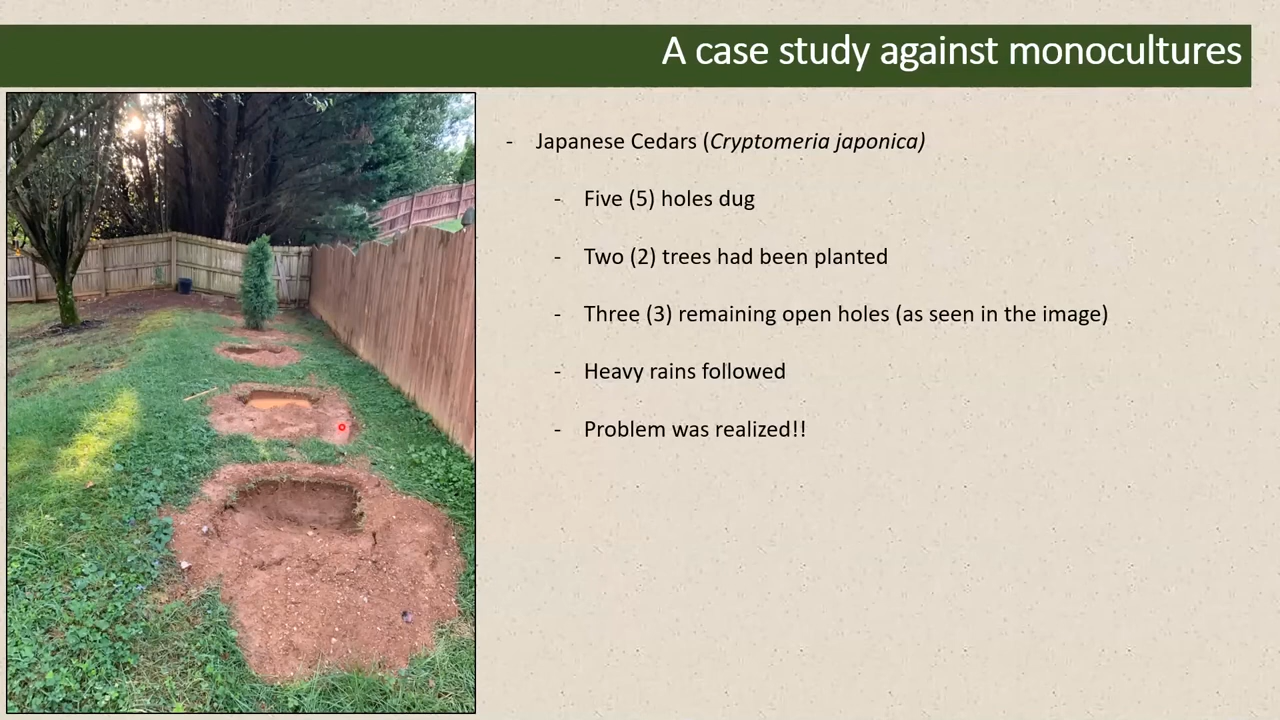 A case study against monocultures
- Japanese Cedars (Cryptomeria japonica)
- Five (5) holes dug
- Two (2) trees had been planted
- Three (3) remaining open holes (as seen in the image)
- Heavy rains followed
- Problem was realized!!